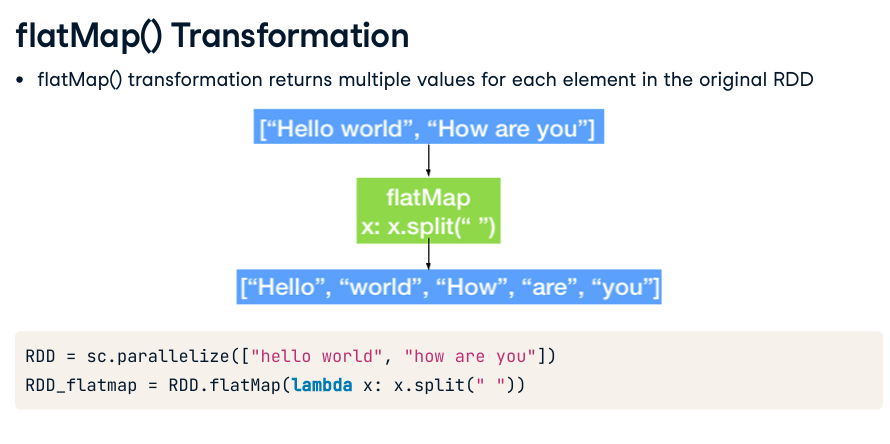 flatMap() Transformation
• flatMap() transformation returns multiple values for each element in the original RDD
[“Hello world”, “How are you”]
flatMap
x: x.split(“ ”)
[“Hello”, “world”, “How”, “are”, “you”]
RDD = sc.parallelize(["hello world", "how are you"])
RDD_flatmap = RDD.flatMap(lambda x: x.split(" "))